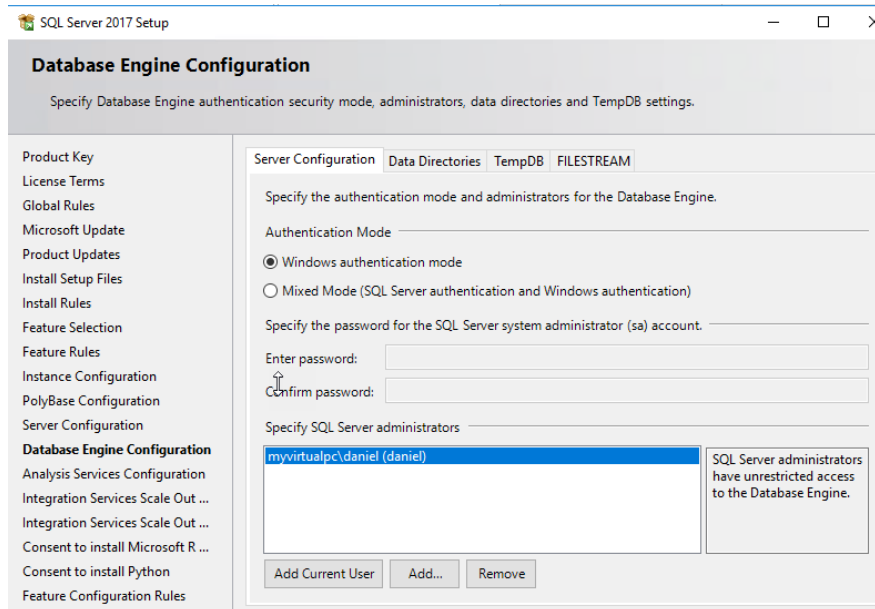 SQL Server 2017 Setup
Database Engine Configuration
Specify Database Engine authentication security mode, administrators, data directories and TempDB settings.
Product Key
License Terms
Global Rules
Microsoft Update
Product Updates
Install Setup Files
Install Rules
Feature Selection
Feature Rules
Instance Configuration
PolyBase Configuration
Server Configuration
Database Engine Configuration
Analysis Services Configuration
Integration Services Scale Out ...
Integration Services Scale Out ...
Consent to install Microsoft R ...
Consent to install Python
Feature Configuration Rules
Server Configuration Data Directories TempDB FILESTREAM
Specify the authentication mode and administrators for the Database Engine.
Authentication Mode
Windows authentication mode
Mixed Mode (SQL Server authentication and Windows authentication)
Specify the password for the SQL Server system administrator (sa) account.
Enter password:
Confirm password:
Specify SQL Server administrators
myvirtualpc\daniel (daniel)
SQL Server administrators
have unrestricted access
to the Database Engine.
Add Current User Add... Remove